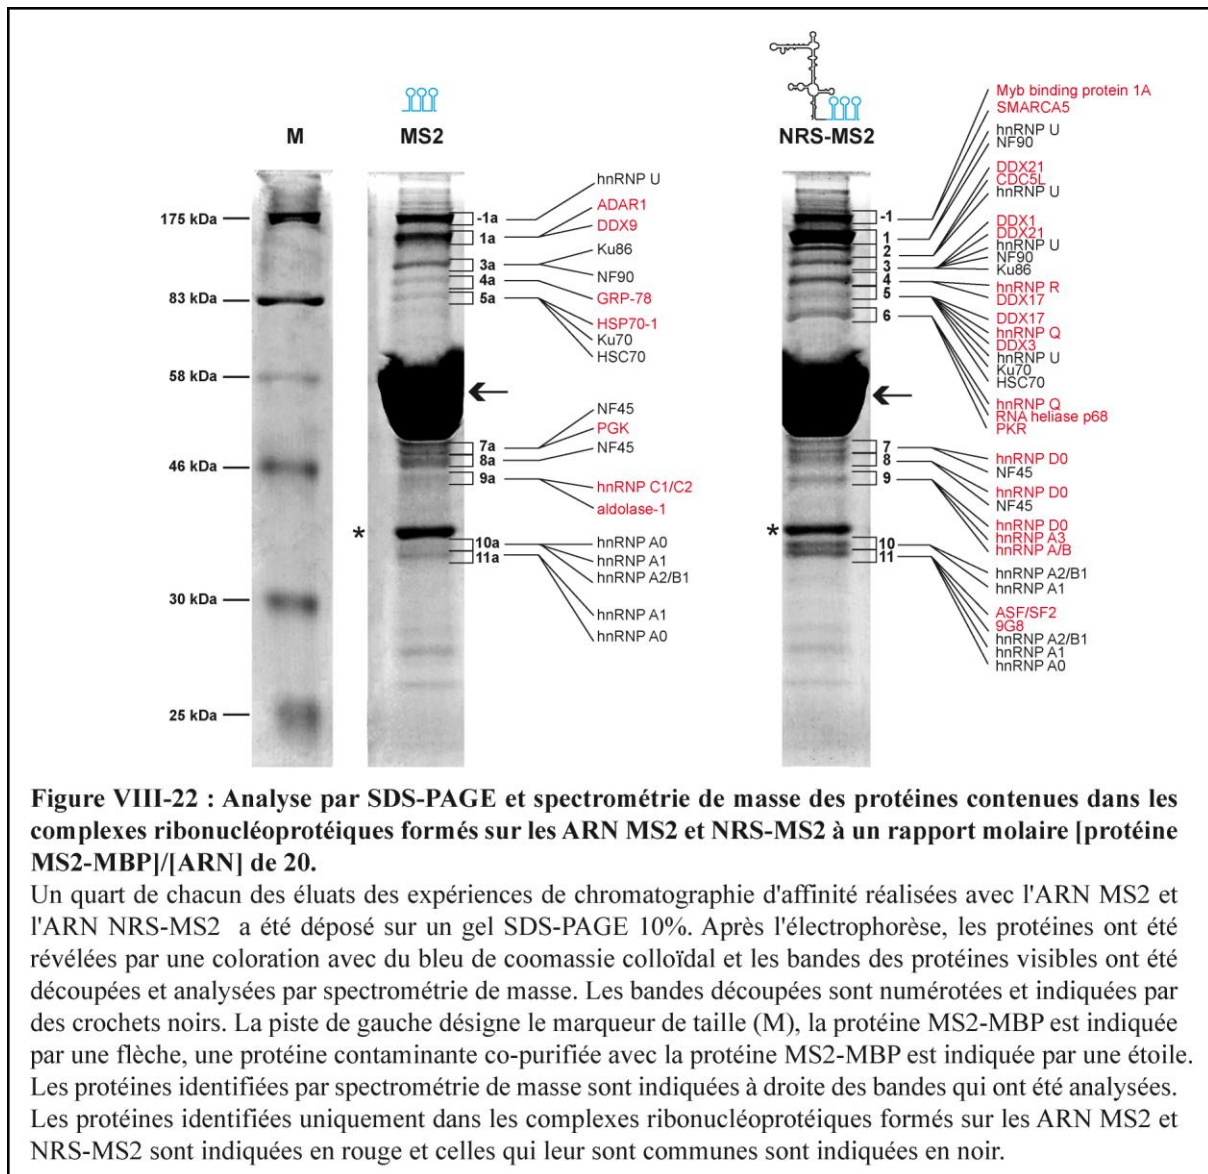 M
MS2
NRS-MS2
175 kDa
83 kDa
58 kDa
46 kDa
30 kDa
25 kDa
-1a
1a
3a
4a
5a
7a
8a
9a
*
10a
11a
hnRNP U
ADAR1
DDX9
Ku86
NF90
GRP-78
HSP70-1
Ku70
HSC70
NF45
PGK
NF45
hnRNP C1/C2
aldolase-1
hnRNP A0
hnRNP A1
hnRNP A2/B1
hnRNP A1
hnRNP A0
-1
1
2
3
4
5
6
7
8
9
*
10
11
Myb binding protein 1A
SMARCA5
hnRNP U
NF90
DDX21
CDC5L
hnRNP U
DDX1
DDX21
hnRNP U
NF90
Ku86
hnRNP R
DDX17
DDX17
hnRNP Q
DDX3
hnRNP U
Ku70
HSC70
hnRNP Q
RNA heliase p68
PKR
hnRNP D0
NF45
hnRNP D0
NF45
hnRNP D0
hnRNP A3
hnRNP A/B
hnRNP A2/B1
hnRNP A1
ASF/SF2
9G8
hnRNP A2/B1
hnRNP A1
hnRNP A0
Figure VIII-22 : Analyse par SDS-PAGE et spectrométrie de masse des protéines contenues dans les
complexes ribonucléoprotéiques formés sur les ARN MS2 et NRS-MS2 à un rapport molaire [protéine
MS2-MBP]/[ARN] de 20.
Un quart de chacun des éluats des expériences de chromatographie d'affinité réalisées avec l'ARN MS2 et
l'ARN NRS-MS2 a été déposé sur un gel SDS-PAGE 10%. Après l'électrophorèse, les protéines ont été
révélées par une coloration avec du bleu de coomassie colloïdal et les bandes des protéines visibles ont été
découpées et analysées par spectrométrie de masse. Les bandes découpées sont numérotées et indiquées par
des crochets noirs. La piste de gauche désigne le marqueur de taille (M), la protéine MS2-MBP est indiquée
par une flèche, une protéine contaminante co-purifiée avec la protéine MS2-MBP est indiquée par une étoile.
Les protéines identifiées par spectrométrie de masse sont indiquées à droite des bandes qui ont été analysées.
Les protéines identifiées uniquement dans les complexes ribonucléoprotéiques formés sur les ARN MS2 et
NRS-MS2 sont indiquées en rouge et celles qui leur sont communes sont indiquées en noir.